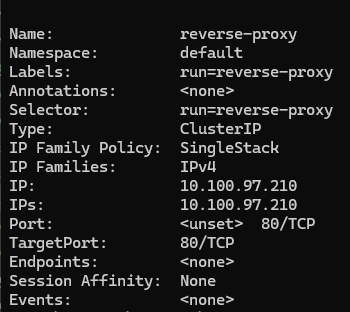 Name: reverse-proxy
Namespace: default
Labels: run=reverse-proxy
Annotations: <none>
Selector: run=reverse-proxy
Type: ClusterIP
IP Family Policy: SingleStack
IP Families: IPv4
IP: 10.100.97.210
IPs: 10.100.97.210
Port: <unset> 80/TCP
TargetPort: 80/TCP
Endpoints: <none>
Session Affinity: None
Events: <none>